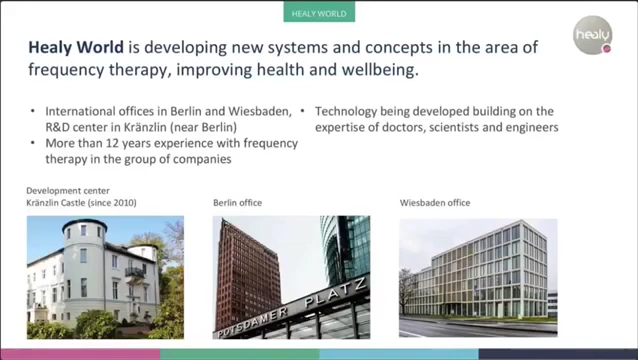 HEALY WORLD
healy
Healy World is developing new systems and concepts in the area of
frequency therapy, improving health and wellbeing.
• International offices in Berlin and Wiesbaden,
R&D center in Kränzlin (near Berlin)
• More than 12 years experience with frequency
therapy in the group of companies
• Technology being developed building on the
expertise of doctors, scientists and engineers
Development center
Kränzlin Castle (since 2010)
Berlin office
Wiesbaden office
POTSDAMER PLATZ